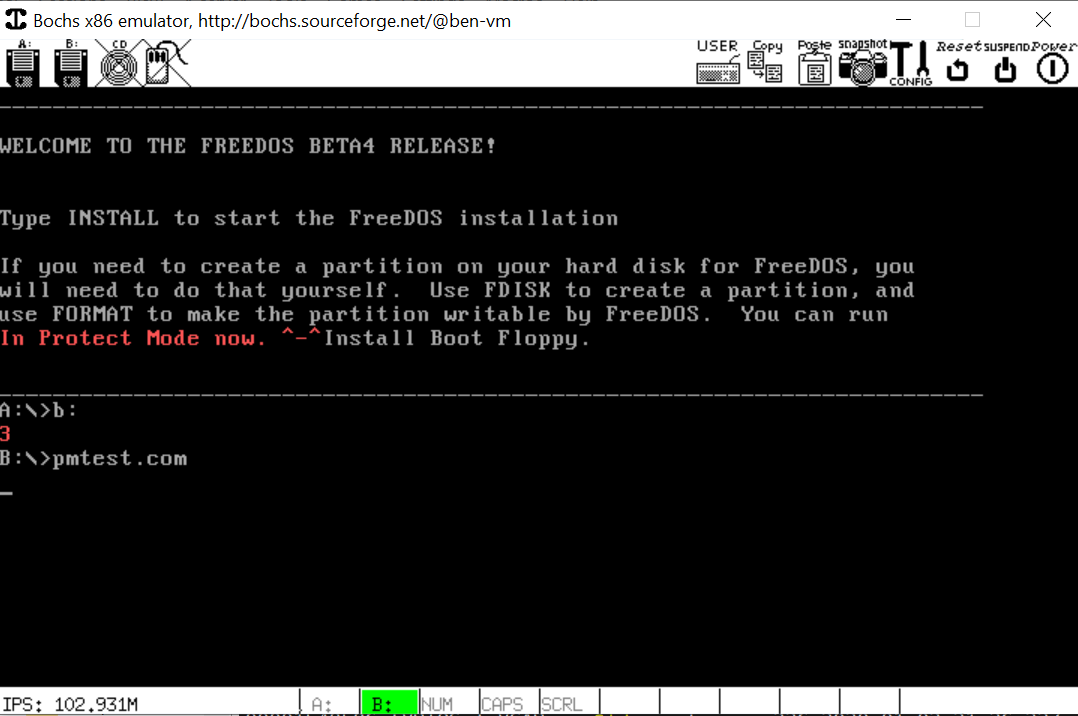 Bochs x86 emulator, http://bochs.sourceforge.net/@ben-vm
A: B: CD USER Copy Paste snapshot CONFIG Reset SUSPEND Power
WELCOME TO THE FREEDOS BETA4 RELEASE!
Type INSTALL to start the FreeDOS installation
If you need to create a partition on your hard disk for FreeDOS, you
will need to do that yourself. Use FDISK to create a partition, and
use FORMAT to make the partition writable by FreeDOS. You can run
In Protect Mode now. ^-^Install Boot Floppy.
A:\>b:
3
B:\>pmtest.com
IPS: 102.931M A: B: NUM CAPS SCRL